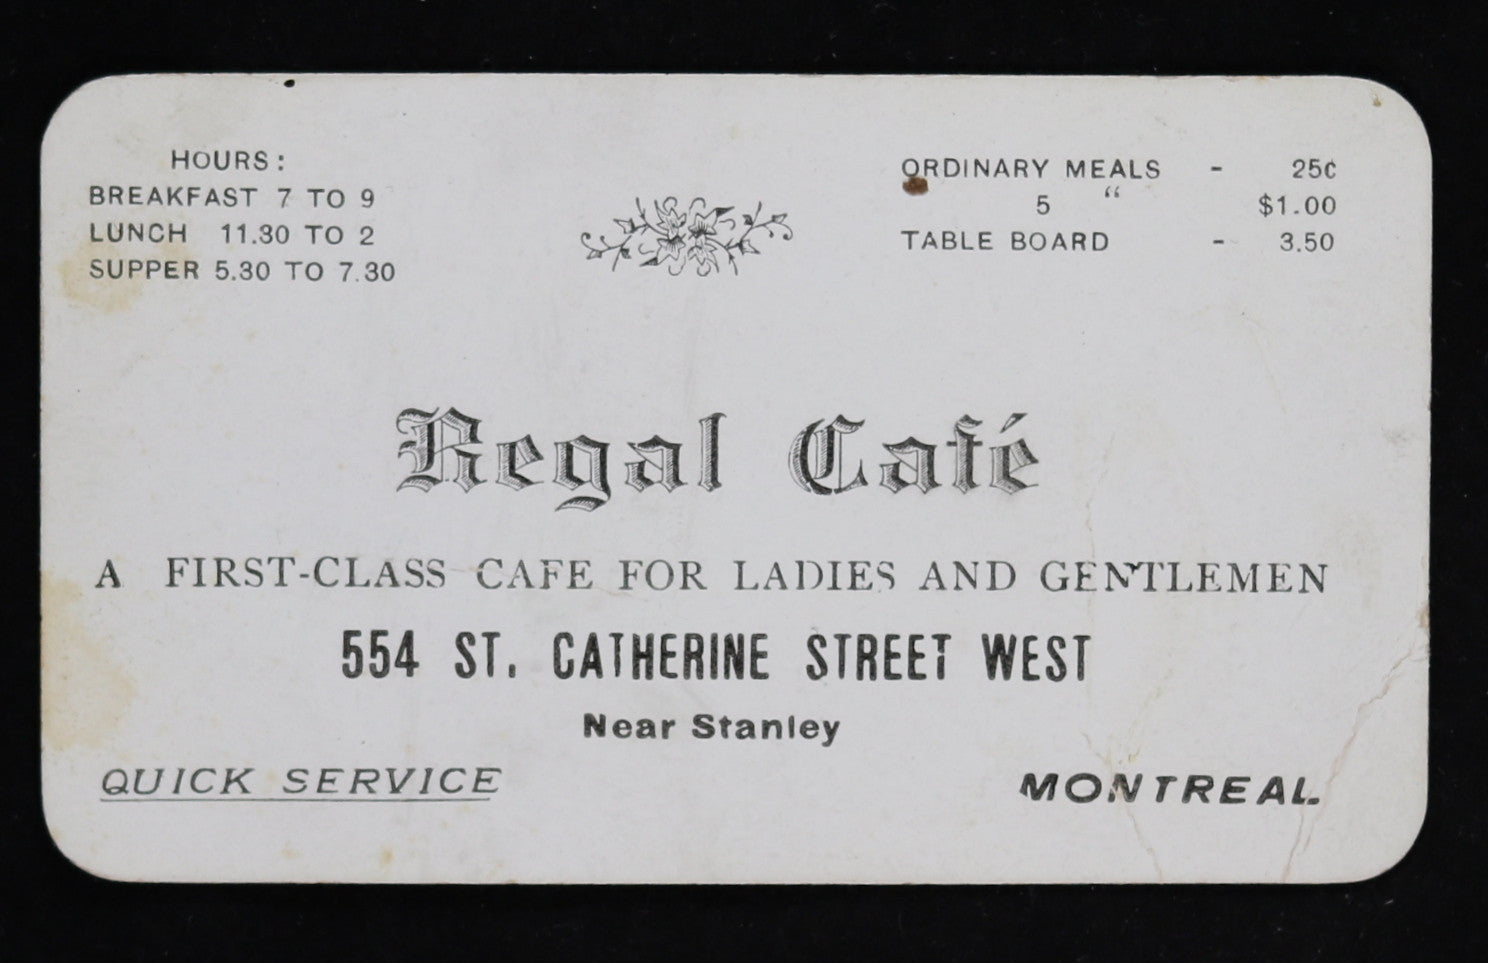 HOURS:
BREAKFAST 7 TO 9
LUNCH 11.30 TO 2
SUPPER 5.30 TO 7.30
ORDINARY MEALS - 25¢
5 “ $1.00
TABLE BOARD - 3.50
Regal Café
A FIRST-CLASS CAFE FOR LADIES AND GENTLEMEN
554 ST. CATHERINE STREET WEST
Near Stanley
QUICK SERVICE
MONTREAL.